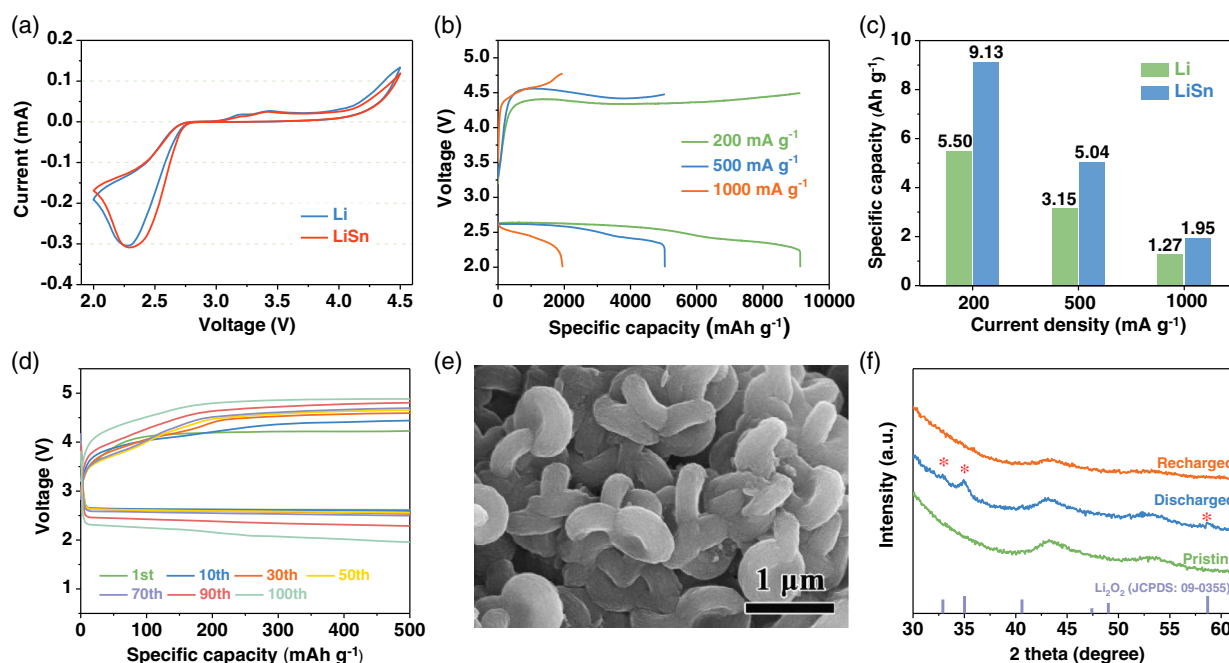 (a)
0.2
0.1
0.0
-0.1
-0.2
-0.3
-0.4
Current (mA)
Li
LiSn
2.0 2.5 3.0 3.5 4.0 4.5
Voltage (V)
(b)
5.0
4.5
4.0
3.5
3.0
2.5
2.0
Voltage (V)
200 mA g⁻¹
500 mA g⁻¹
1000 mA g⁻¹
0 2000 4000 6000 8000 10000
Specific capacity (mAh g⁻¹)
(c)
10
8
6
4
2
0
Specific capacity (Ah g⁻¹)
Li
LiSn
5.50
9.13
3.15
5.04
1.27
1.95
200 500 1000
Current density (mA g⁻¹)
(d)
5
4
3
2
1
Voltage (V)
1st 10th 30th 50th
70th 90th 100th
0 100 200 300 400 500
Specific capacity (mAh g⁻¹)
(e)
1 μm
(f)
Intensity (a.u.)
Recharged
* *
Discharged
*
Pristin
Li₂O₂ (JCPDS: 09-0355)
30 35 40 45 50 55 60
2 theta (degree)